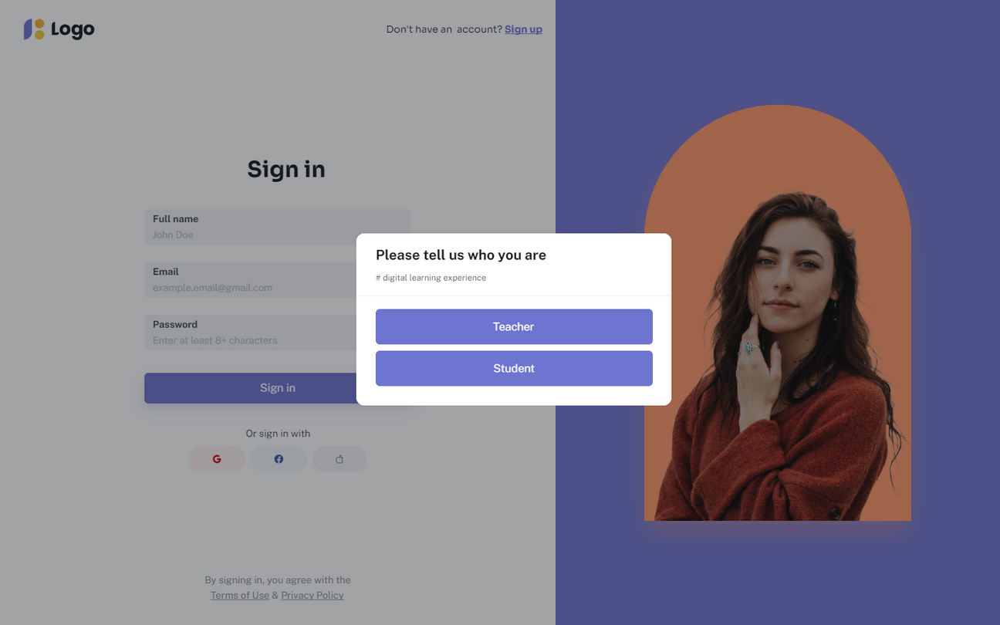 Logo
Don't have an account? Sign up
Sign in
Full name
John Doe
Email
example.email@gmail.com
Password
Enter at least 8+ characters
Sign in
Or sign in with
By signing in, you agree with the
Terms of Use & Privacy Policy
Please tell us who you are
# digital learning experience
Teacher
Student